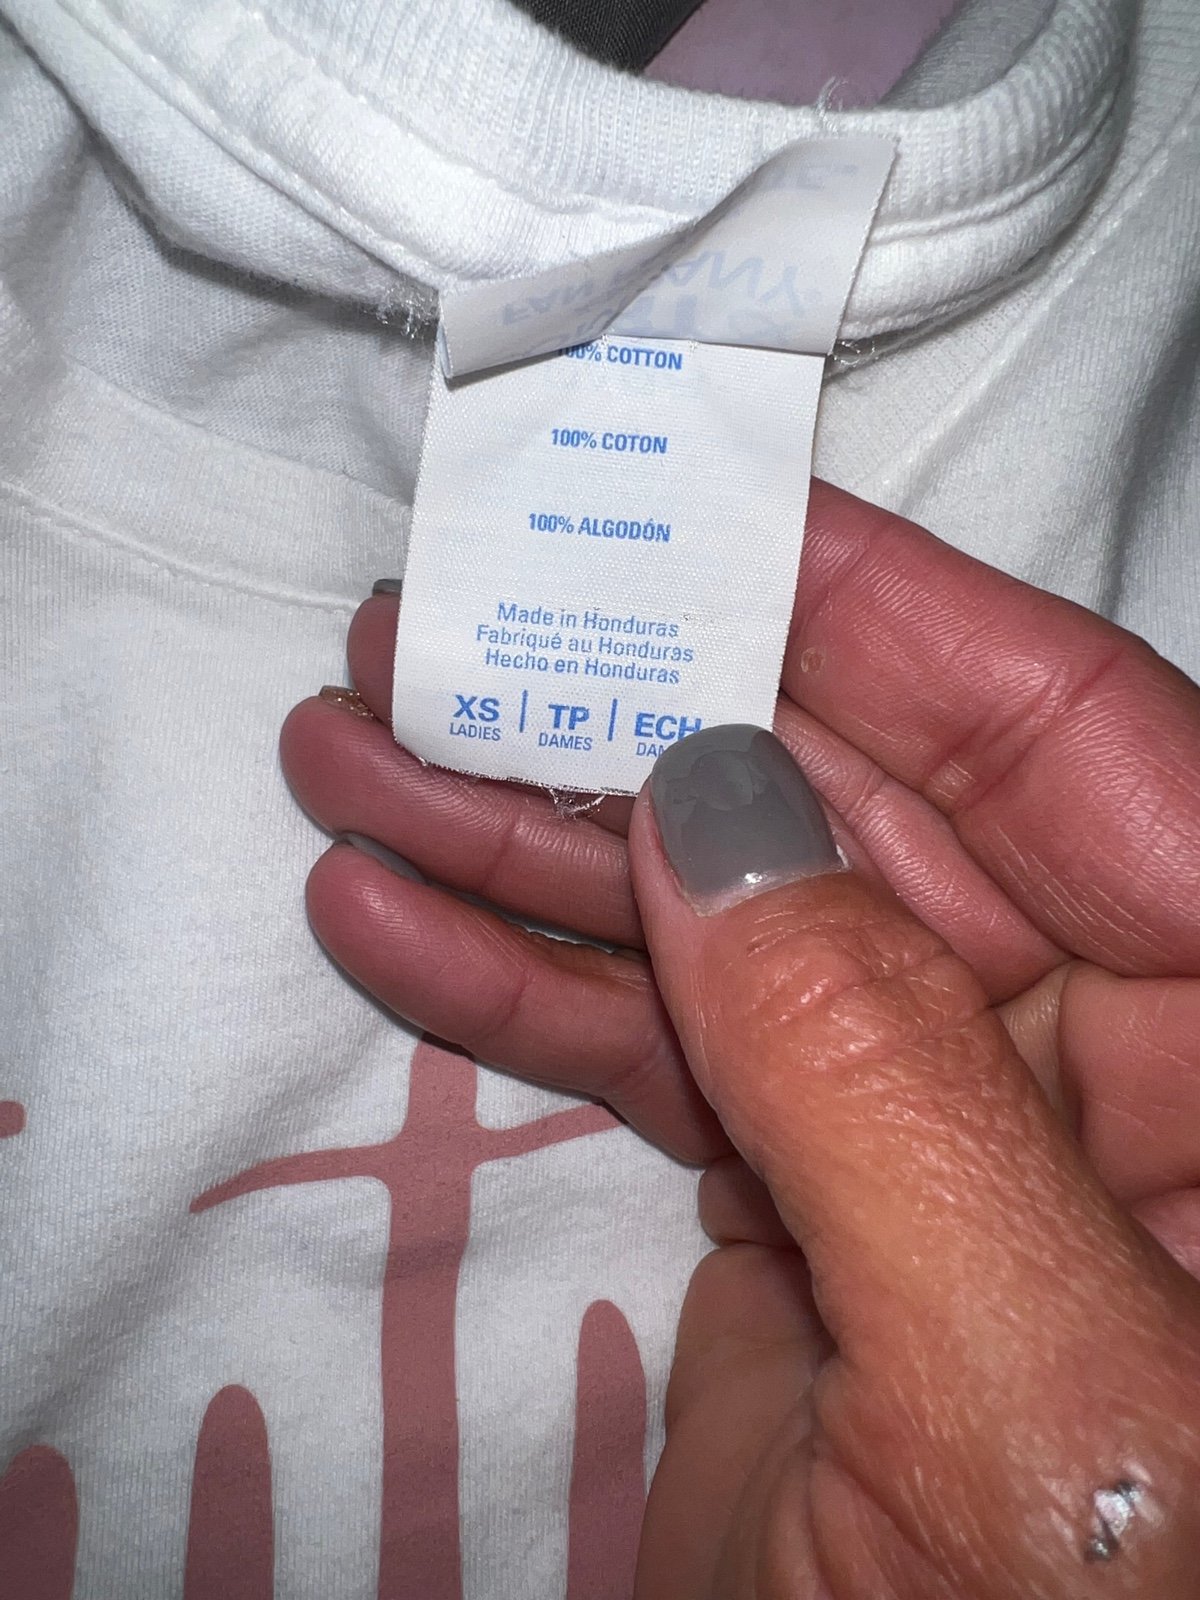 100% COTTON
100% COTON
100% ALGODÓN
Made in Honduras
Fabriqué au Honduras
Hecho en Honduras
XS | TP | ECH
LADIES DAMES